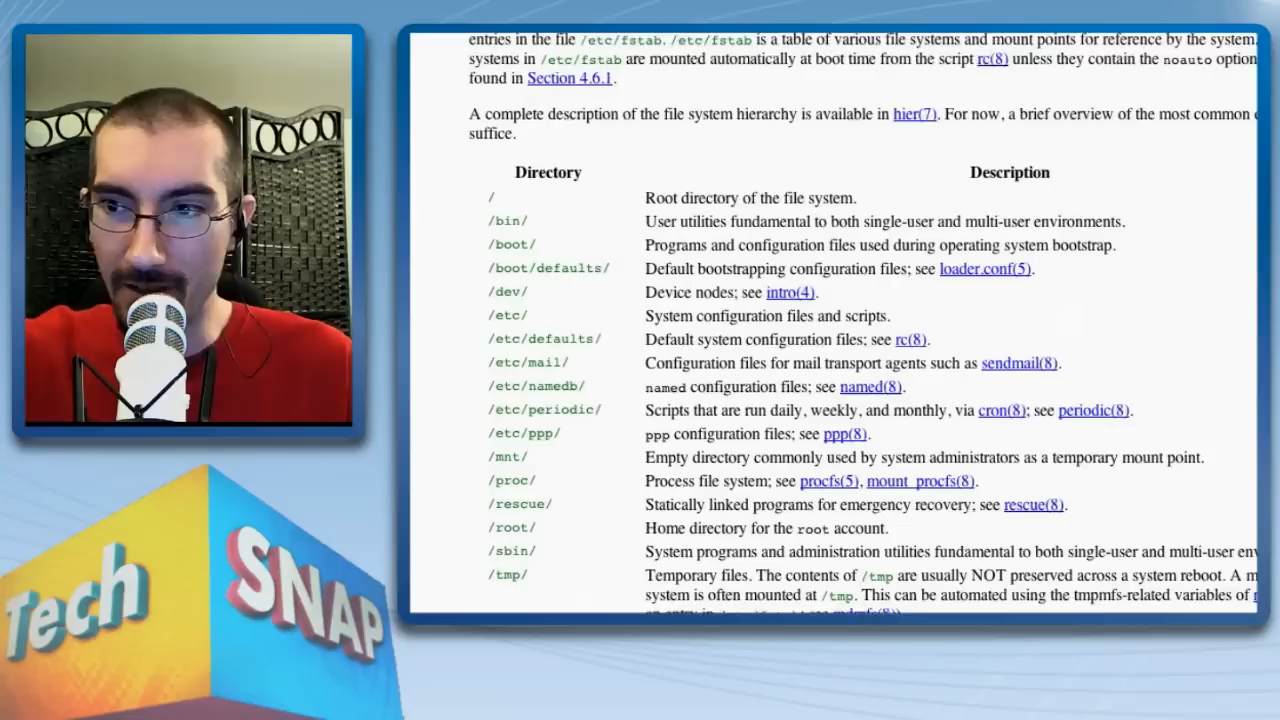 entries in the file /etc/fstab. /etc/fstab is a table of various file systems and mount points for reference by the system.
systems in /etc/fstab are mounted automatically at boot time from the script rc(8) unless they contain the noauto option
found in Section 4.6.1.
A complete description of the file system hierarchy is available in hier(7). For now, a brief overview of the most common
suffice.
Directory Description
/ Root directory of the file system.
/bin/ User utilities fundamental to both single-user and multi-user environments.
/boot/ Programs and configuration files used during operating system bootstrap.
/boot/defaults/ Default bootstrapping configuration files; see loader.conf(5).
/dev/ Device nodes; see intro(4).
/etc/ System configuration files and scripts.
/etc/defaults/ Default system configuration files; see rc(8).
/etc/mail/ Configuration files for mail transport agents such as sendmail(8).
/etc/namedb/ named configuration files; see named(8).
/etc/periodic/ Scripts that are run daily, weekly, and monthly, via cron(8); see periodic(8).
/etc/ppp/ ppp configuration files; see ppp(8).
/mnt/ Empty directory commonly used by system administrators as a temporary mount point.
/proc/ Process file system; see procfs(5), mount_procfs(8).
/rescue/ Statically linked programs for emergency recovery; see rescue(8).
/root/ Home directory for the root account.
/sbin/ System programs and administration utilities fundamental to both single-user and multi-user
/tmp/ Temporary files. The contents of /tmp are usually NOT preserved across a system reboot. A
system is often mounted at /tmp. This can be automated using the tmpmfs-related variables of
Tech
SNAP